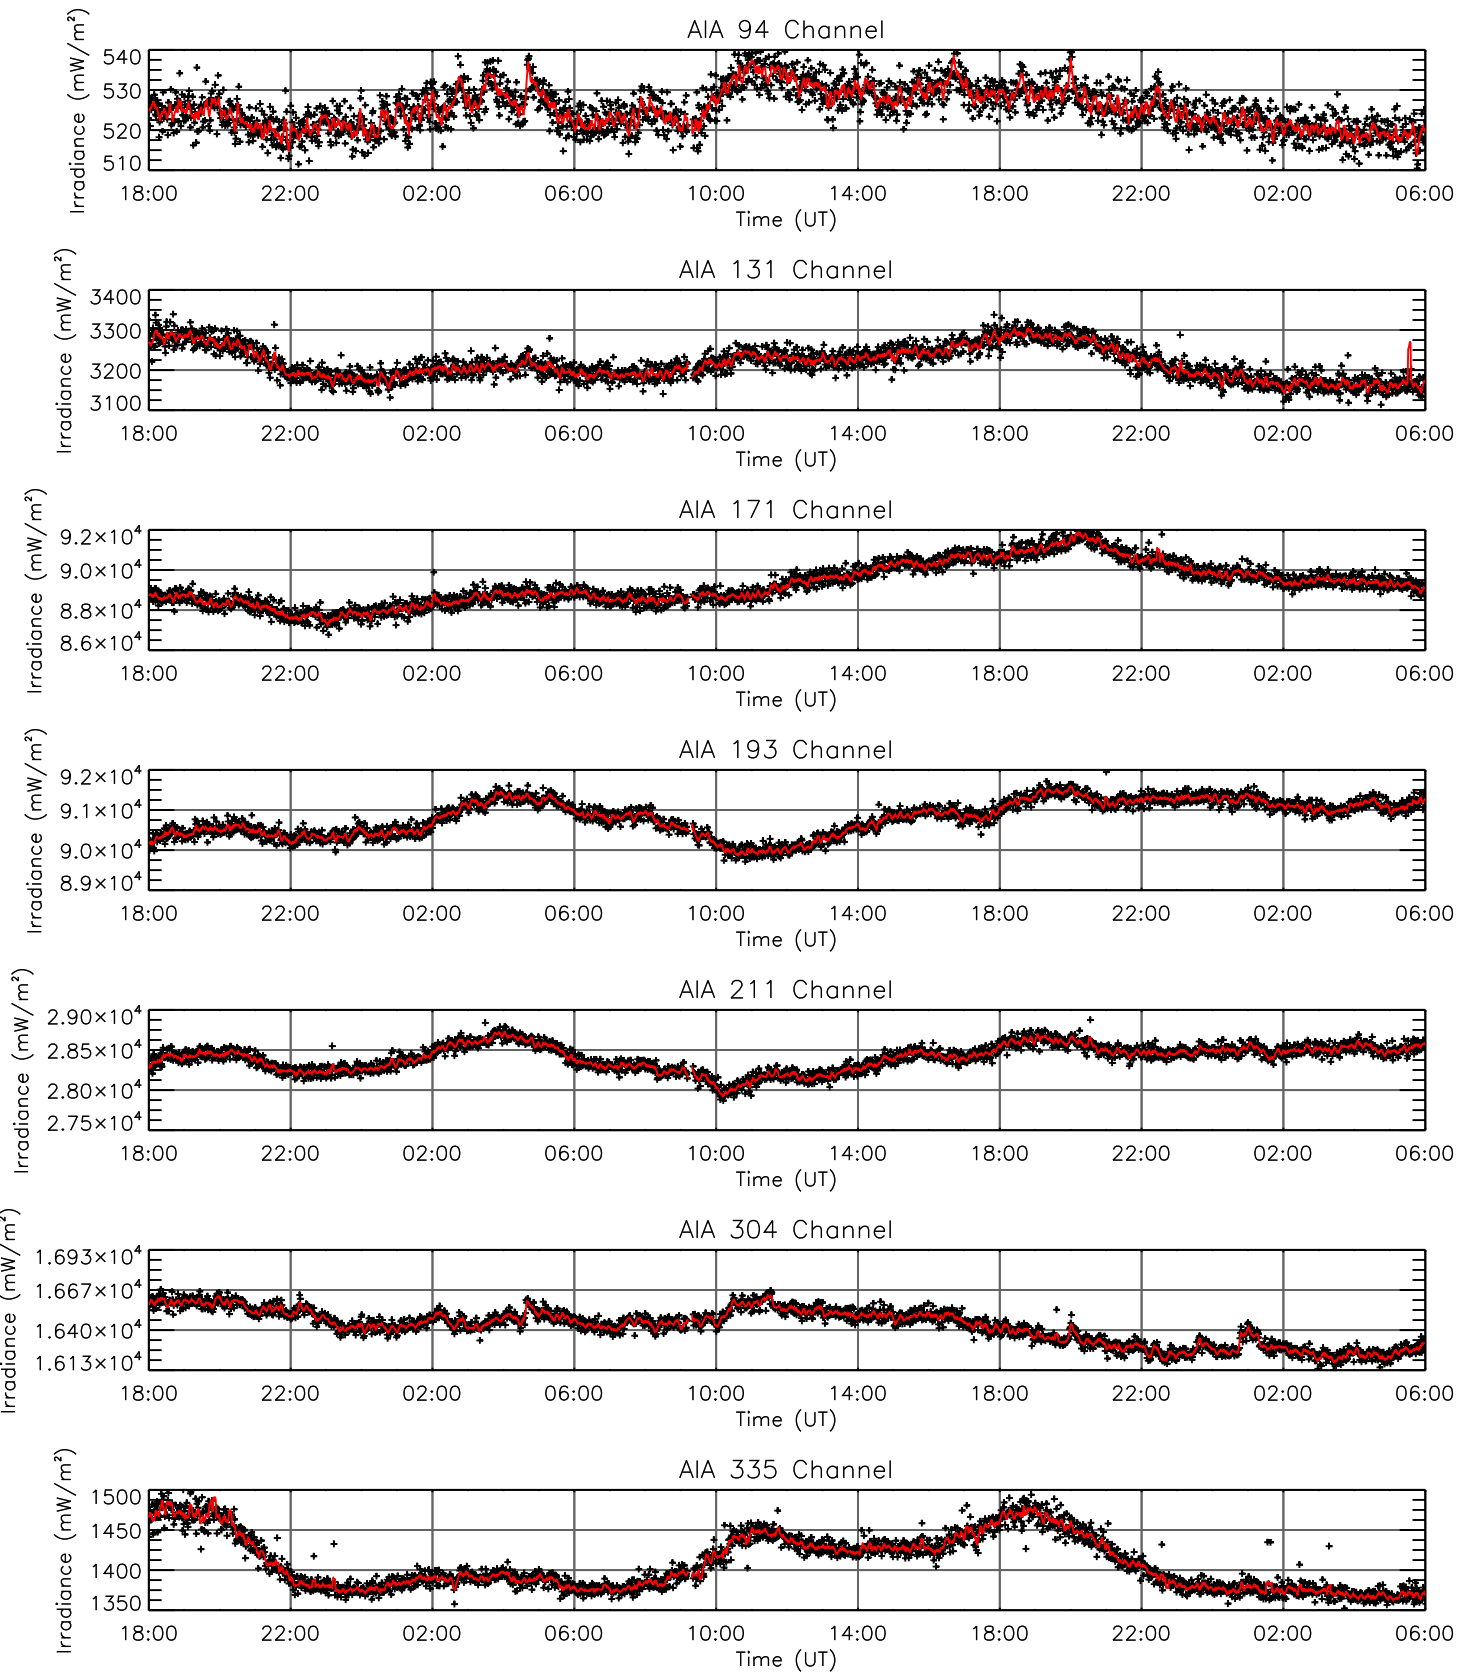 AIA 94 Channel
Irradiance (mW/m²)
540
530
520
510
18:00 22:00 02:00 06:00 10:00 14:00 18:00 22:00 02:00 06:00
Time (UT)
AIA 131 Channel
Irradiance (mW/m²)
3400
3300
3200
3100
18:00 22:00 02:00 06:00 10:00 14:00 18:00 22:00 02:00 06:00
Time (UT)
AIA 171 Channel
Irradiance (mW/m²)
9.2×10⁴
9.0×10⁴
8.8×10⁴
8.6×10⁴
18:00 22:00 02:00 06:00 10:00 14:00 18:00 22:00 02:00 06:00
Time (UT)
AIA 193 Channel
Irradiance (mW/m²)
9.2×10⁴
9.1×10⁴
9.0×10⁴
8.9×10⁴
18:00 22:00 02:00 06:00 10:00 14:00 18:00 22:00 02:00 06:00
Time (UT)
AIA 211 Channel
Irradiance (mW/m²)
2.90×10⁴
2.85×10⁴
2.80×10⁴
2.75×10⁴
18:00 22:00 02:00 06:00 10:00 14:00 18:00 22:00 02:00 06:00
Time (UT)
AIA 304 Channel
Irradiance (mW/m²)
1.693×10⁴
1.667×10⁴
1.640×10⁴
1.613×10⁴
18:00 22:00 02:00 06:00 10:00 14:00 18:00 22:00 02:00 06:00
Time (UT)
AIA 335 Channel
Irradiance (mW/m²)
1500
1450
1400
1350
18:00 22:00 02:00 06:00 10:00 14:00 18:00 22:00 02:00 06:00
Time (UT)